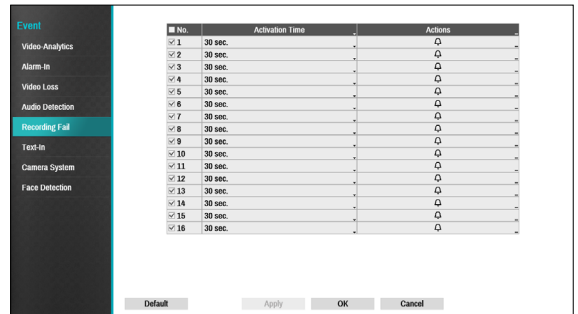 Event
Video-Analytics
Alarm-In
Video Loss
Audio Detection
Recording Fail
Text-In
Camera System
Face Detection
No. Activation Time Actions
1 30 sec.
2 30 sec.
3 30 sec.
4 30 sec.
5 30 sec.
6 30 sec.
7 30 sec.
8 30 sec.
9 30 sec.
10 30 sec.
11 30 sec.
12 30 sec.
13 30 sec.
14 30 sec.
15 30 sec.
16 30 sec.
Default Apply OK Cancel